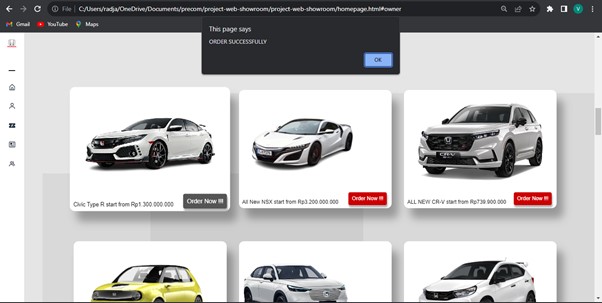 File
C:/Users/radja/OneDrive/Documents/precom/project-web-showroom/project-web-showroom/homepage.html#owner
V
Gmail YouTube Maps
This page says
ORDER SUCCESSFULLY
OK
Civic Type R start from Rp1.300.000.000
Order Now !!!
All New NSX start from Rp3.200.000.000
Order Now !!!
CR-V
ALL NEW CR-V start from Rp739.900.000
Order Now !!!